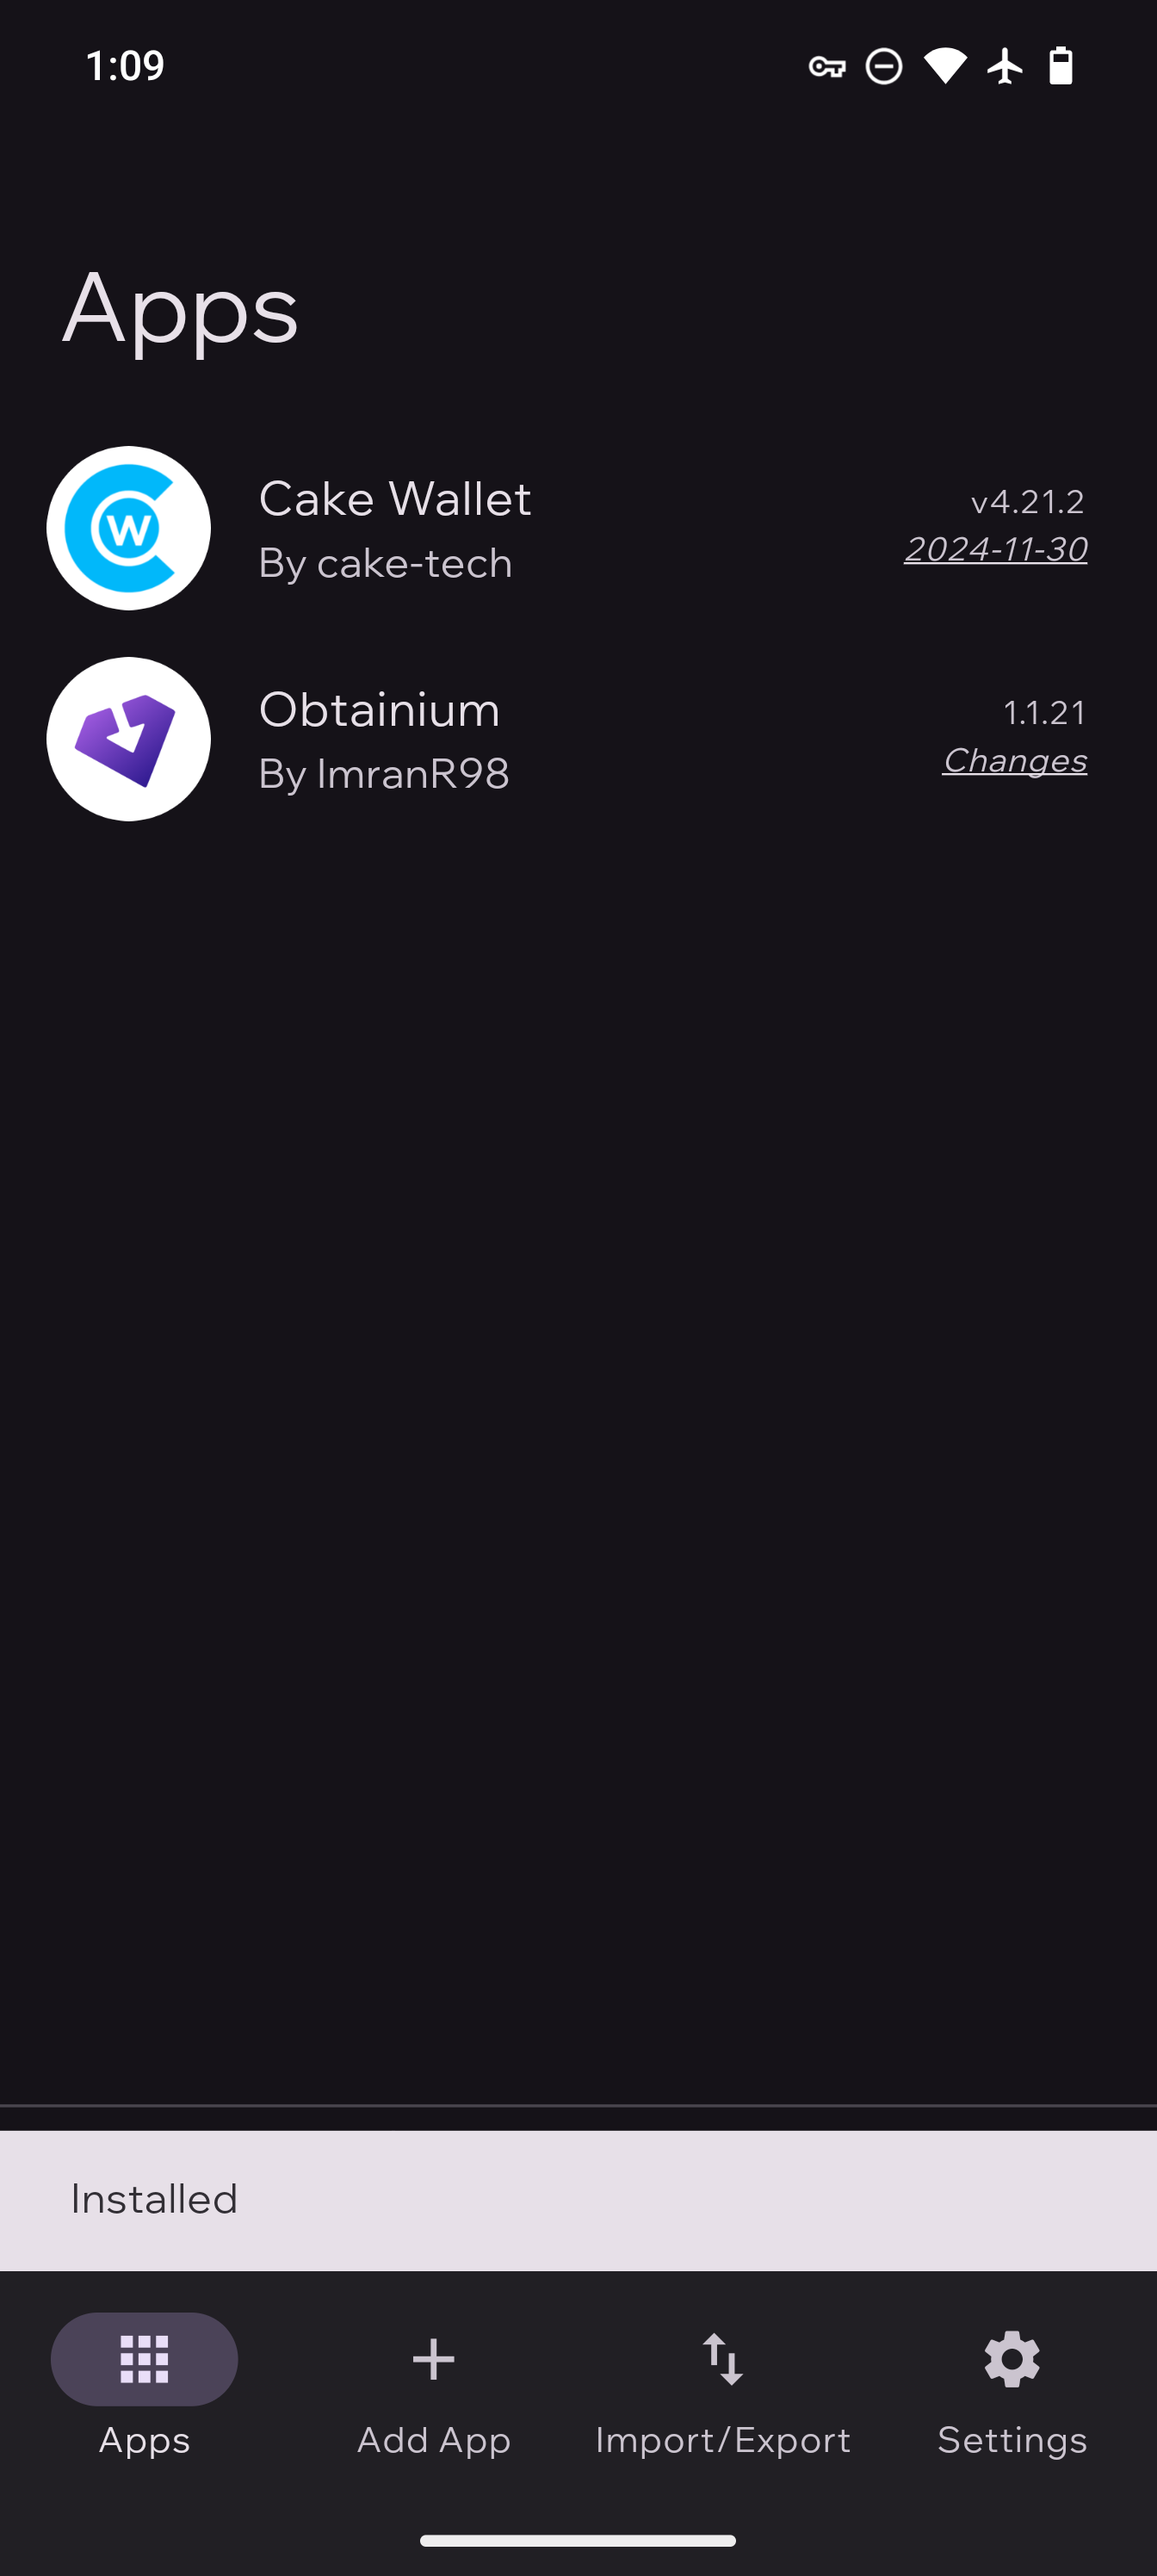 1:09
Apps
Cake Wallet
v4.21.2
By cake-tech
2024-11-30
Obtainium
1.1.21
By ImranR98
Changes
Installed
Apps
Add App
Import/Export
Settings